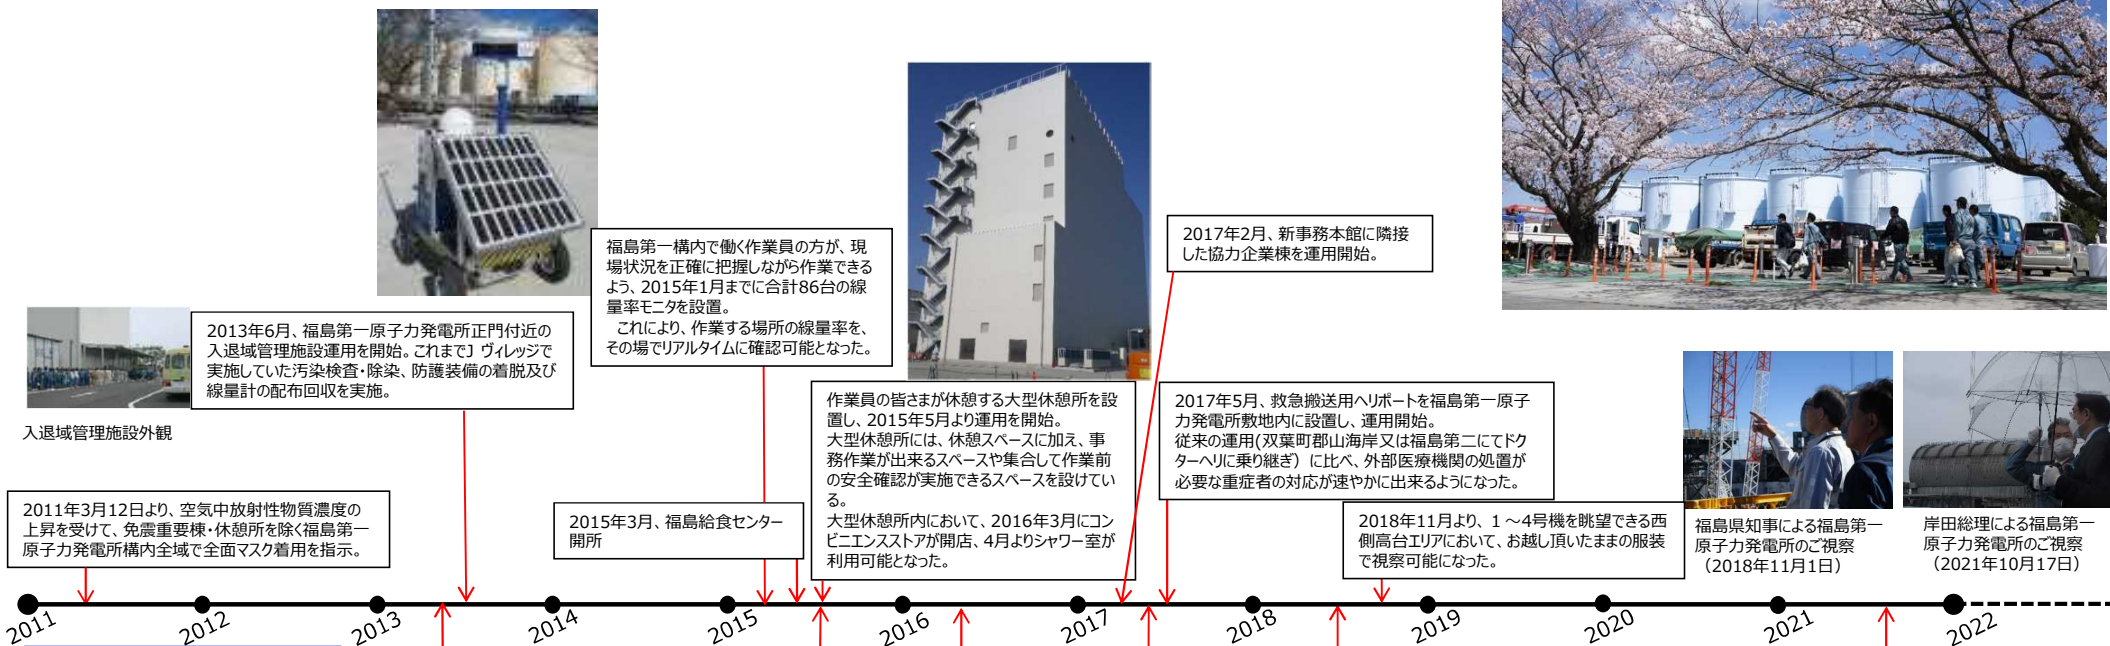 福島第一構内で働く作業員の方が、現
場状況を正確に把握しながら作業できる
よう、2015年1月までに合計86台の線
量率モニタを設置。
これにより、作業する場所の線量率を、
その場でリアルタイムに確認可能となった。
2017年2月、新事務本館に隣接
した協力企業棟を運用開始。
2013年6月、福島第一原子力発電所正門付近の
入退域管理施設運用を開始。これまでJ ヴィレッジで
実施していた汚染検査・除染、防護装備の着脱及び
線量計の配布回収を実施。
入退域管理施設外観
作業員の皆さまが休憩する大型休憩所を設
置し、2015年5月より運用を開始。
大型休憩所には、休憩スペースに加え、事
務作業が出来るスペースや集合して作業前
の安全確認が実施できるスペースを設けてい
る。
大型休憩所内において、2016年3月にコン
ビニエンスストアが開店、4月よりシャワー室が
利用可能となった。
2017年5月、救急搬送用ヘリポートを福島第一原子
力発電所敷地内に設置し、運用開始。
従来の運用(双葉町郡山海岸又は福島第二にてドク
ターヘリに乗り継ぎ）に比べ、外部医療機関の処置が
必要な重症者の対応が速やかに出来るようになった。
2011年3月12日より、空気中放射性物質濃度の
上昇を受けて、免震重要棟・休憩所を除く福島第一
原子力発電所構内全域で全面マスク着用を指示。
2015年3月、福島給食センター
開所
2018年11月より、１～4号機を眺望できる西
側高台エリアにおいて、お越し頂いたままの服装
で視察可能になった。
福島県知事による福島第一
原子力発電所のご視察
（2018年11月1日）
岸田総理による福島第一
原子力発電所のご視察
（2021年10月17日）
2011
2012
2013
2014
2015
2016
2017
2018
2019
2020
2021
2022